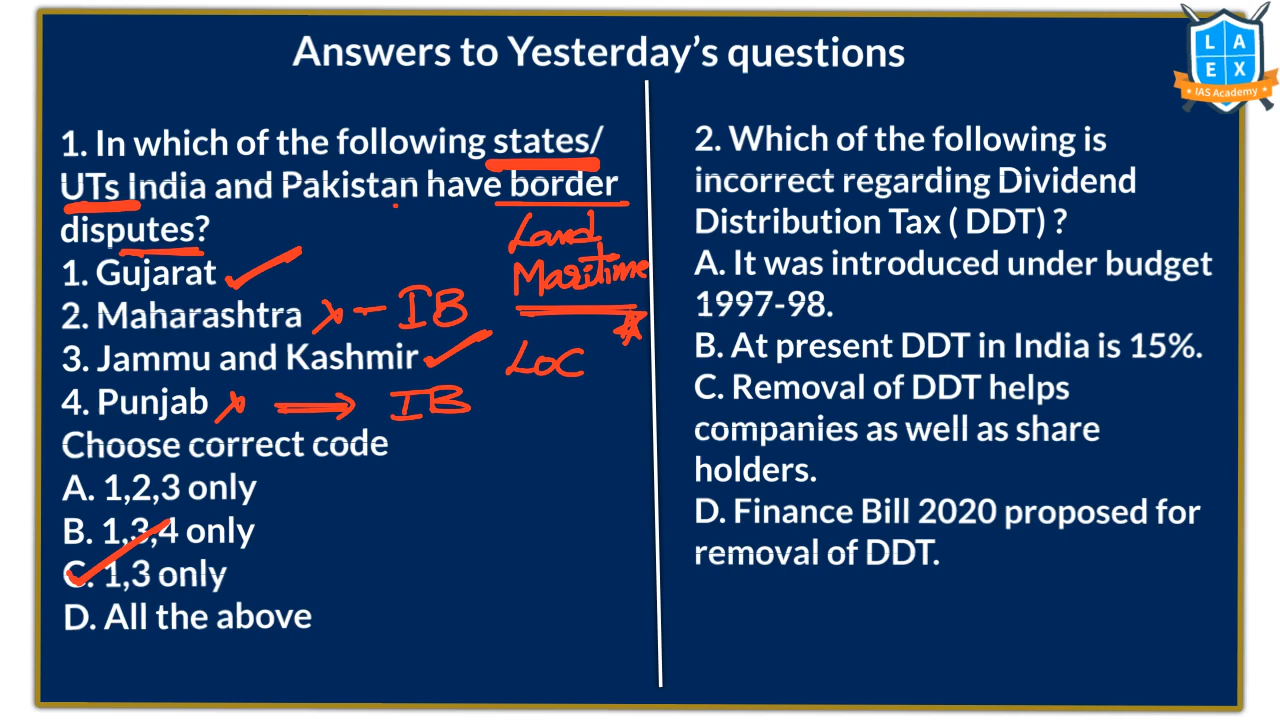 Answers to Yesterday's questions
L A
E X
IAS Academy
1. In which of the following states/
UTs India and Pakistan have border
disputes?
1. Gujarat
2. Maharashtra
3. Jammu and Kashmir
4. Punjab
Choose correct code
A. 1,2,3 only
B. 1,3,4 only
C. 1,3 only
D. All the above
Land
Maritime
IB
LOC
IB
2. Which of the following is
incorrect regarding Dividend
Distribution Tax ( DDT) ?
A. It was introduced under budget
1997-98.
B. At present DDT in India is 15%.
C. Removal of DDT helps
companies as well as share
holders.
D. Finance Bill 2020 proposed for
removal of DDT.